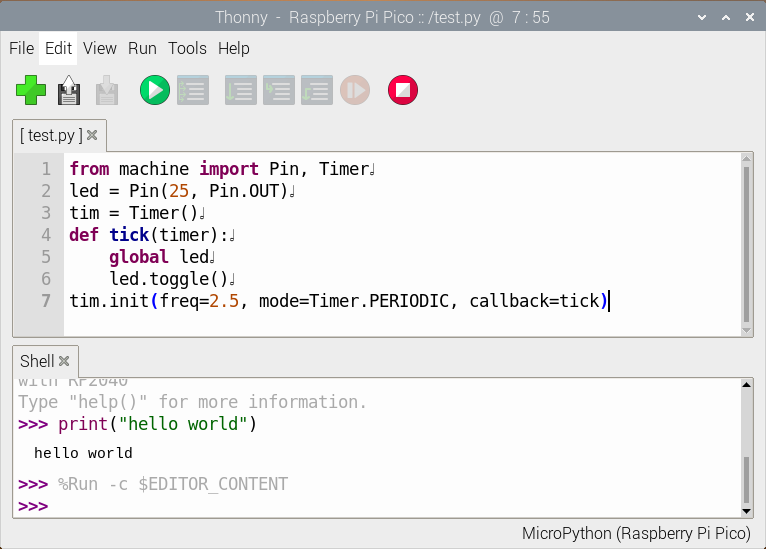 Thonny - Raspberry Pi Pico :: /test.py @ 7 : 55
File Edit View Run Tools Help
[ test.py ]
1 from machine import Pin, Timer
2 led = Pin(25, Pin.OUT)
3 tim = Timer()
4 def tick(timer):
5     global led
6     led.toggle()
7 tim.init(freq=2.5, mode=Timer.PERIODIC, callback=tick)
Shell
with RP2040
Type "help()" for more information.
>>> print("hello world")
hello world
>>> %Run -c $EDITOR_CONTENT
>>>
MicroPython (Raspberry Pi Pico)